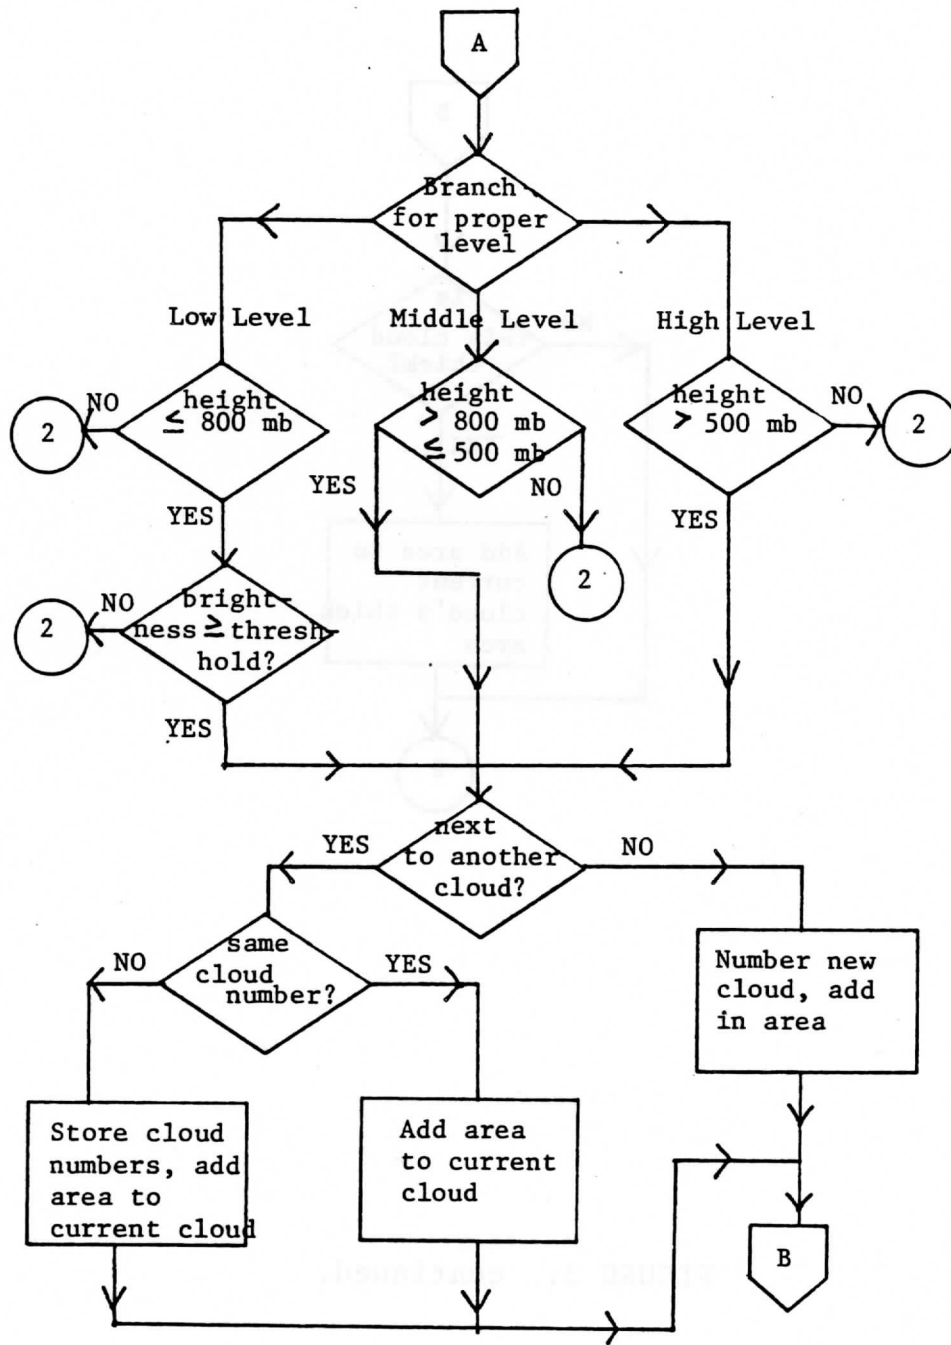 A
Branch
for proper
level
Low Level
Middle Level
High Level
height
≤ 800 mb
NO
2
YES
height
> 800 mb
≤ 500 mb
YES
NO
2
height
> 500 mb
NO
2
YES
bright-
ness ≥ thresh-
hold?
NO
2
YES
next
to another
cloud?
YES
NO
same
cloud
number?
NO
YES
Number new
cloud, add
in area
Store cloud
numbers, add
area to
current cloud
Add area
to current
cloud
B